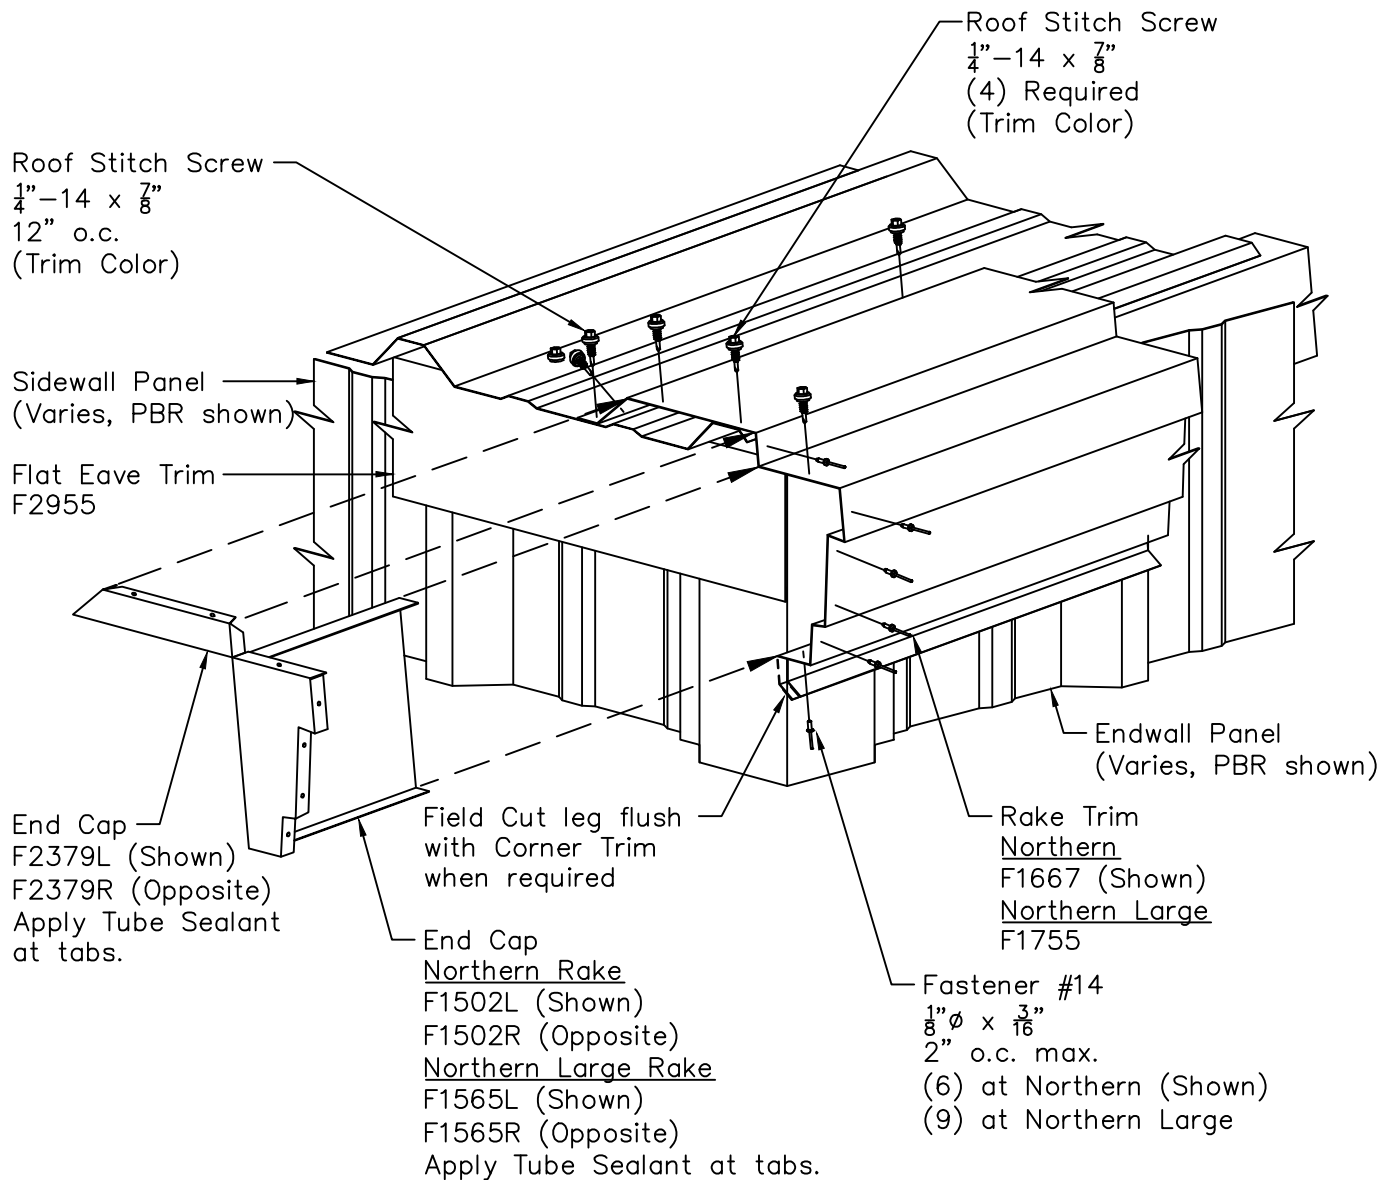 Roof Stitch Screw
1/4"-14 x 7/8"
(4) Required
(Trim Color)
Roof Stitch Screw
1/4"-14 x 7/8"
12" o.c.
(Trim Color)
Sidewall Panel
(Varies, PBR shown)
Flat Eave Trim
F2955
End Cap
F2379L (Shown)
F2379R (Opposite)
Apply Tube Sealant
at tabs.
Field Cut leg flush
with Corner Trim
when required
End Cap
Northern Rake
F1502L (Shown)
F1502R (Opposite)
Northern Large Rake
F1565L (Shown)
F1565R (Opposite)
Apply Tube Sealant at tabs.
Endwall Panel
(Varies, PBR shown)
Rake Trim
Northern
F1667 (Shown)
Northern Large
F1755
Fastener #14
1/8"ø x 3/16"
2" o.c. max.
(6) at Northern (Shown)
(9) at Northern Large